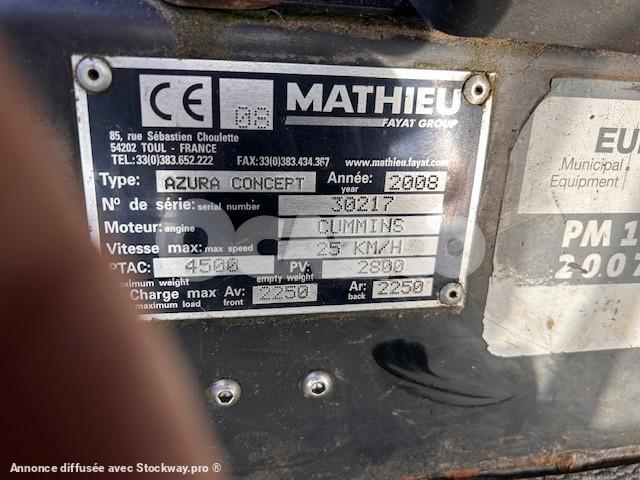 CE 08 MATHIEU
FAYAT GROUP
85, rue Sébastien Choulette
54202 TOUL - FRANCE
TEL.:33(0)383.652.222 FAX:33(0)383.434.367 www.mathieu.fayat.com
Type: AZURA CONCEPT Année: 2008
year
N° de série: serial number 30217
Moteur: engine CUMMINS
Vitesse max: max speed 25 KM/H
PTAC: 4500 PV: 2800
maximum weight empty weight
Charge max Av: 2250 Ar: 2250
maximum load front back
Municipal
Equipment
PM 1
2007
Annonce diffusée avec Stockway.pro ®